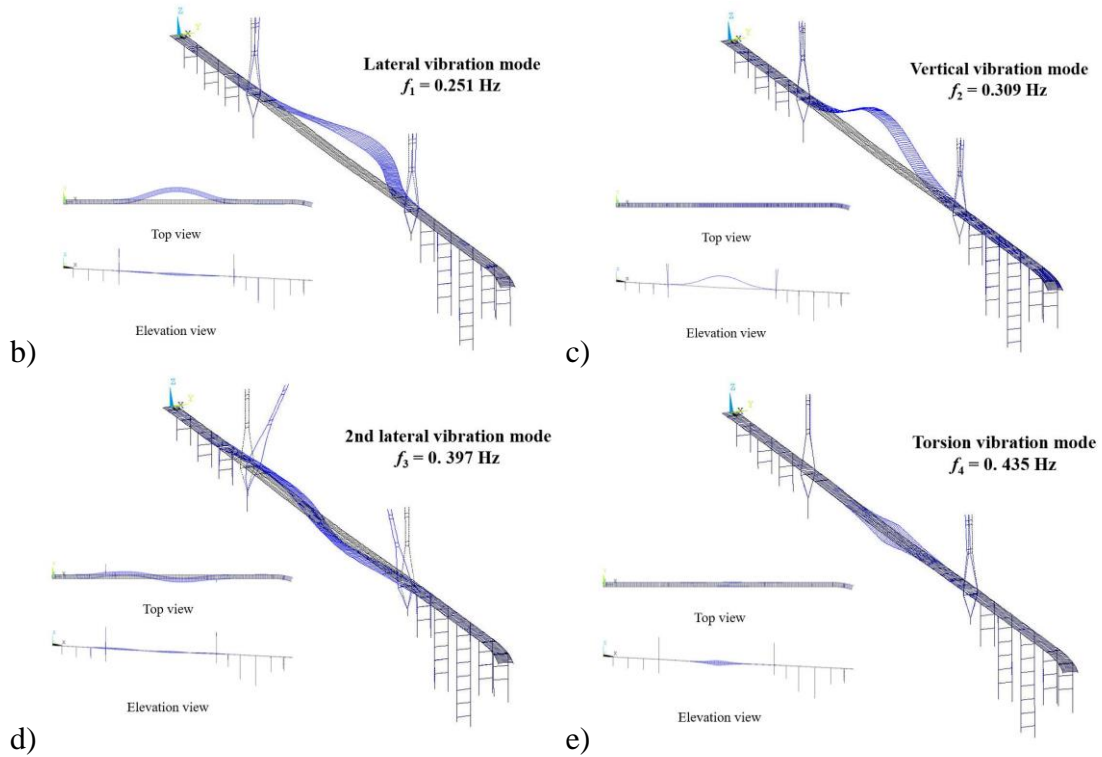 Lateral vibration mode
f1 = 0.251 Hz
Top view
Elevation view
b)
Vertical vibration mode
f2 = 0.309 Hz
Top view
Elevation view
c)
2nd lateral vibration mode
f3 = 0. 397 Hz
Top view
Elevation view
d)
Torsion vibration mode
f4 = 0. 435 Hz
Top view
Elevation view
e)